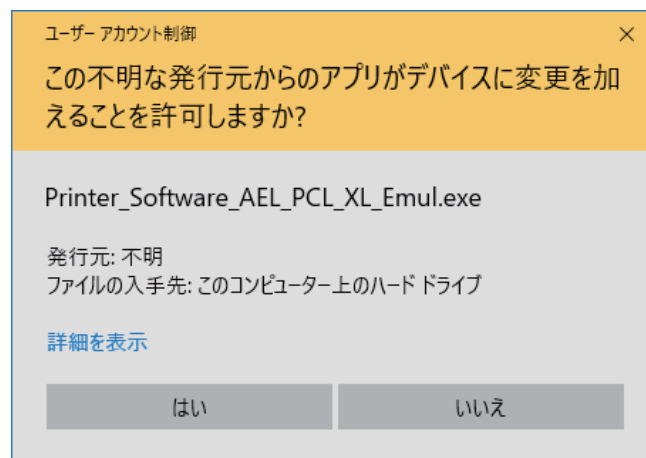 ユーザー アカウント制御
この不明な発行元からのアプリがデバイスに変更を加
えることを許可しますか?
Printer_Software_AEL_PCL_XL_Emul.exe
発行元: 不明
ファイルの入手先: このコンピューター上のハード ドライブ
詳細を表示
はい
いいえ